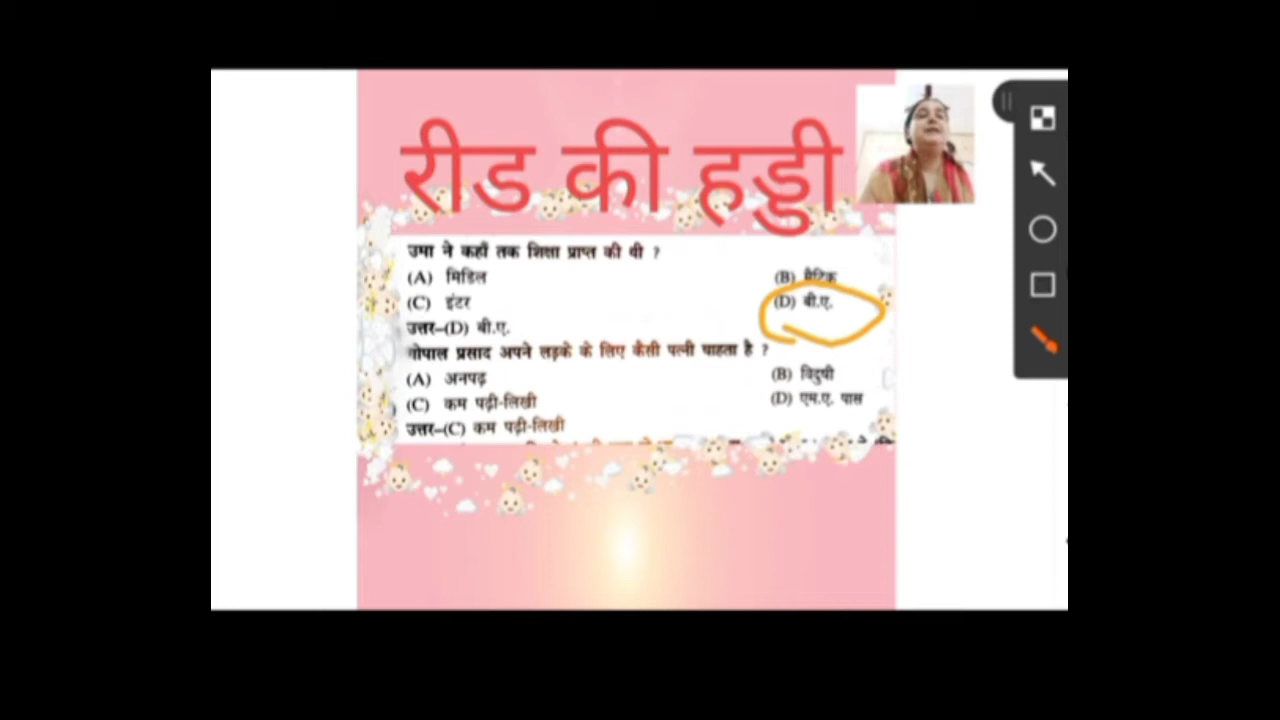 रीड की हड्डी
उमा ने कहाँ तक शिक्षा प्राप्त की थी ?
(A) मिडिल (B) मैट्रिक
(C) इंटर (D) बी.ए.
उत्तर–(D) बी.ए.
गोपाल प्रसाद अपने लड़के के लिए कैसी पत्नी चाहता है ?
(A) अनपढ़ (B) विदुषी
(C) कम पढ़ी-लिखी (D) एम.ए. पास
उत्तर–(C) कम पढ़ी-लिखी